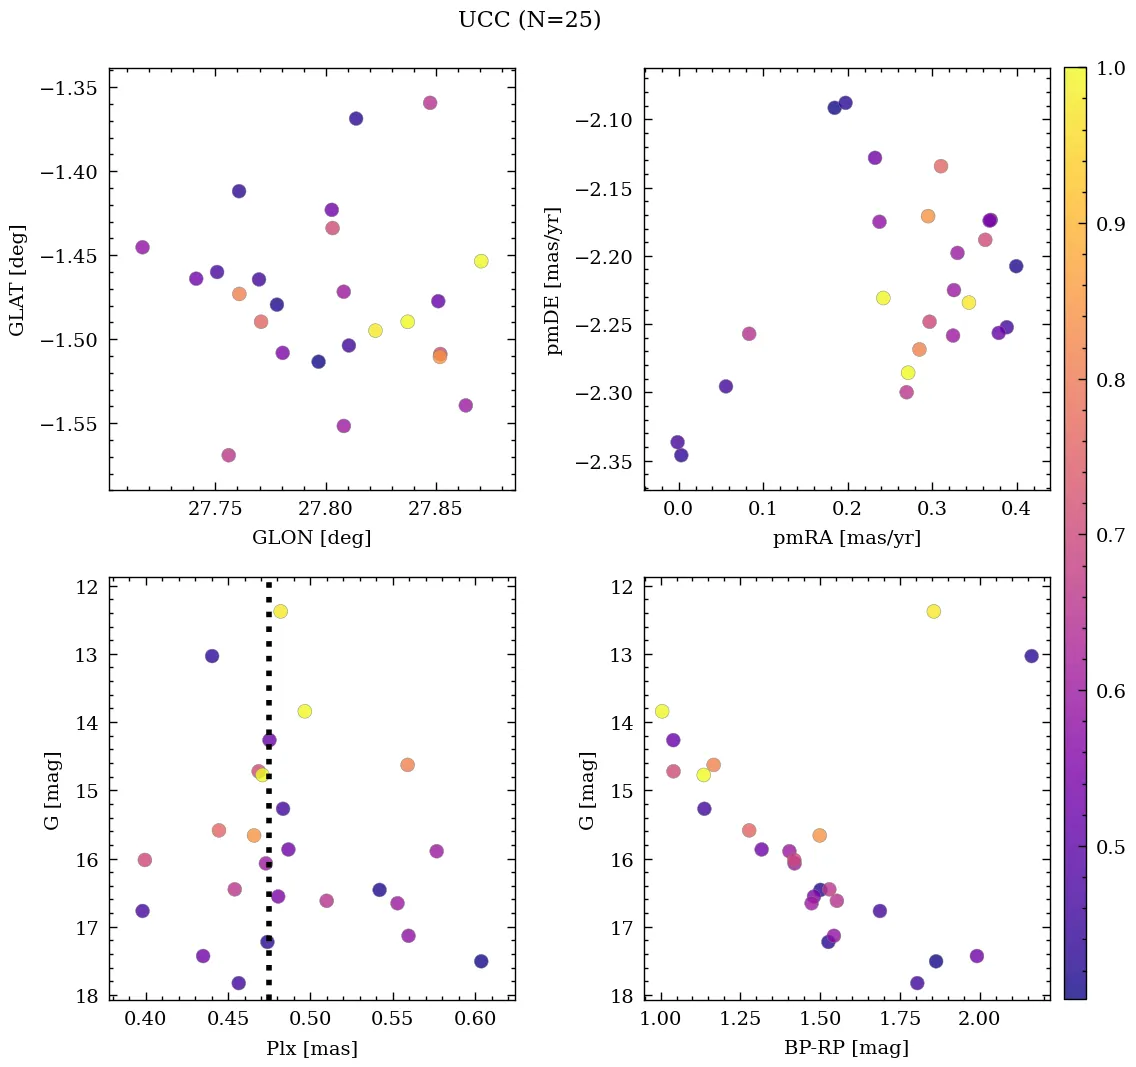 UCC (N=25)
−1.35
−1.40
−1.45
−1.50
−1.55
GLAT [deg]
27.75 27.80 27.85
GLON [deg]
−2.10
−2.15
−2.20
−2.25
−2.30
−2.35
pmDE [mas/yr]
0.0 0.1 0.2 0.3 0.4
pmRA [mas/yr]
12
13
14
15
16
17
18
G [mag]
0.40 0.45 0.50 0.55 0.60
Plx [mas]
12
13
14
15
16
17
18
G [mag]
1.00 1.25 1.50 1.75 2.00
BP-RP [mag]
1.0
0.9
0.8
0.7
0.6
0.5